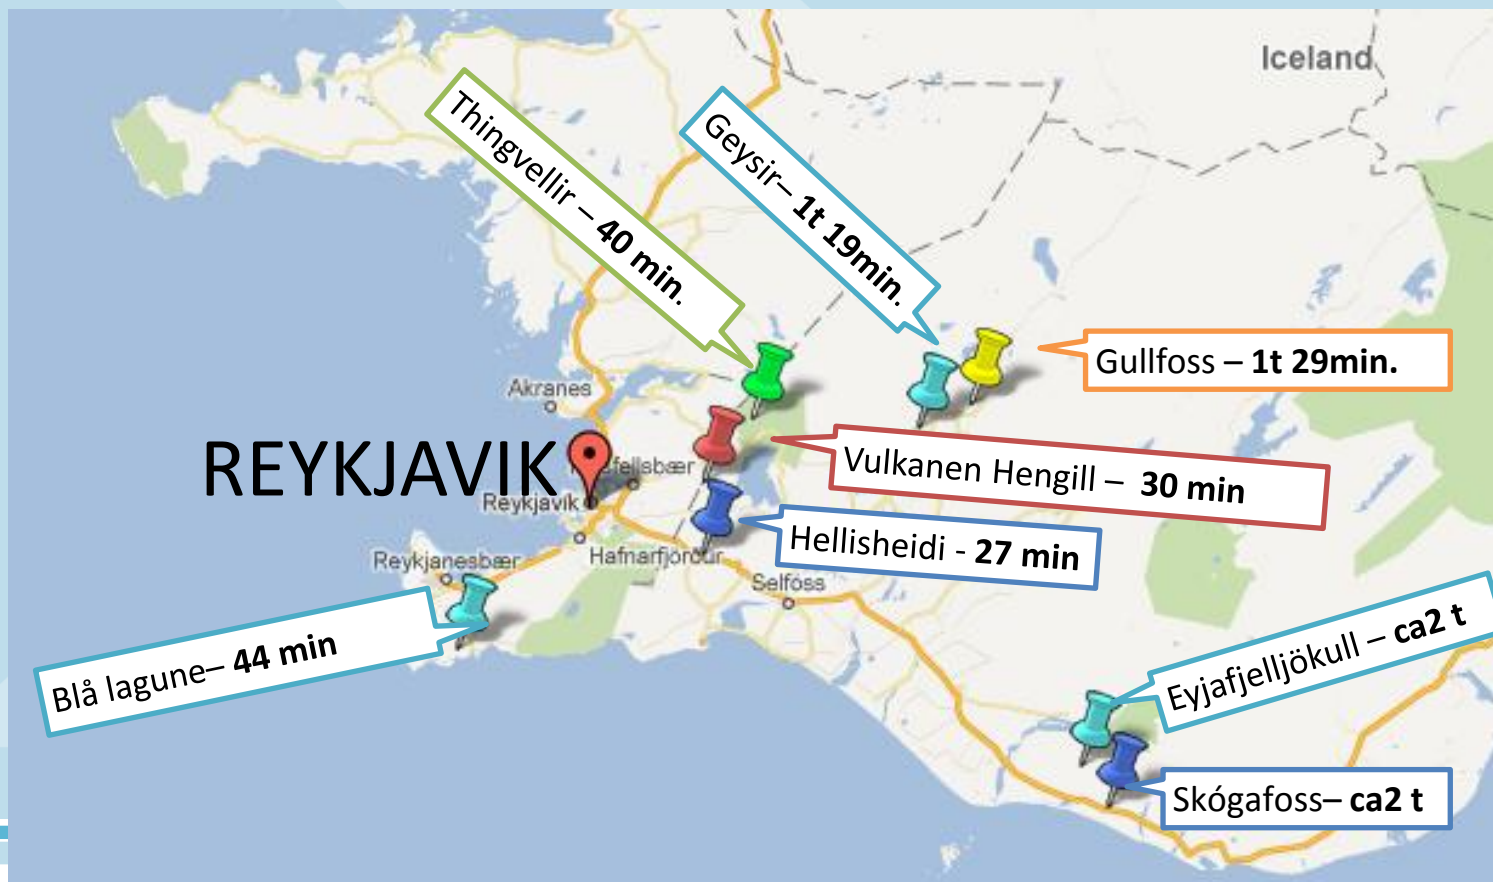 Iceland
Thingvellir – 40 min.
Geysir– 1t 19min.
Gullfoss – 1t 29min.
Akranes
REYKJAVIK
Vulkanen Hengill – 30 min
Reykjavík
Hellisheidi - 27 min
Hafnarfjörður
Reykjanesbær
Selfoss
Blå lagune– 44 min
Eyjafjelljökull – ca2 t
Skógafoss– ca2 t